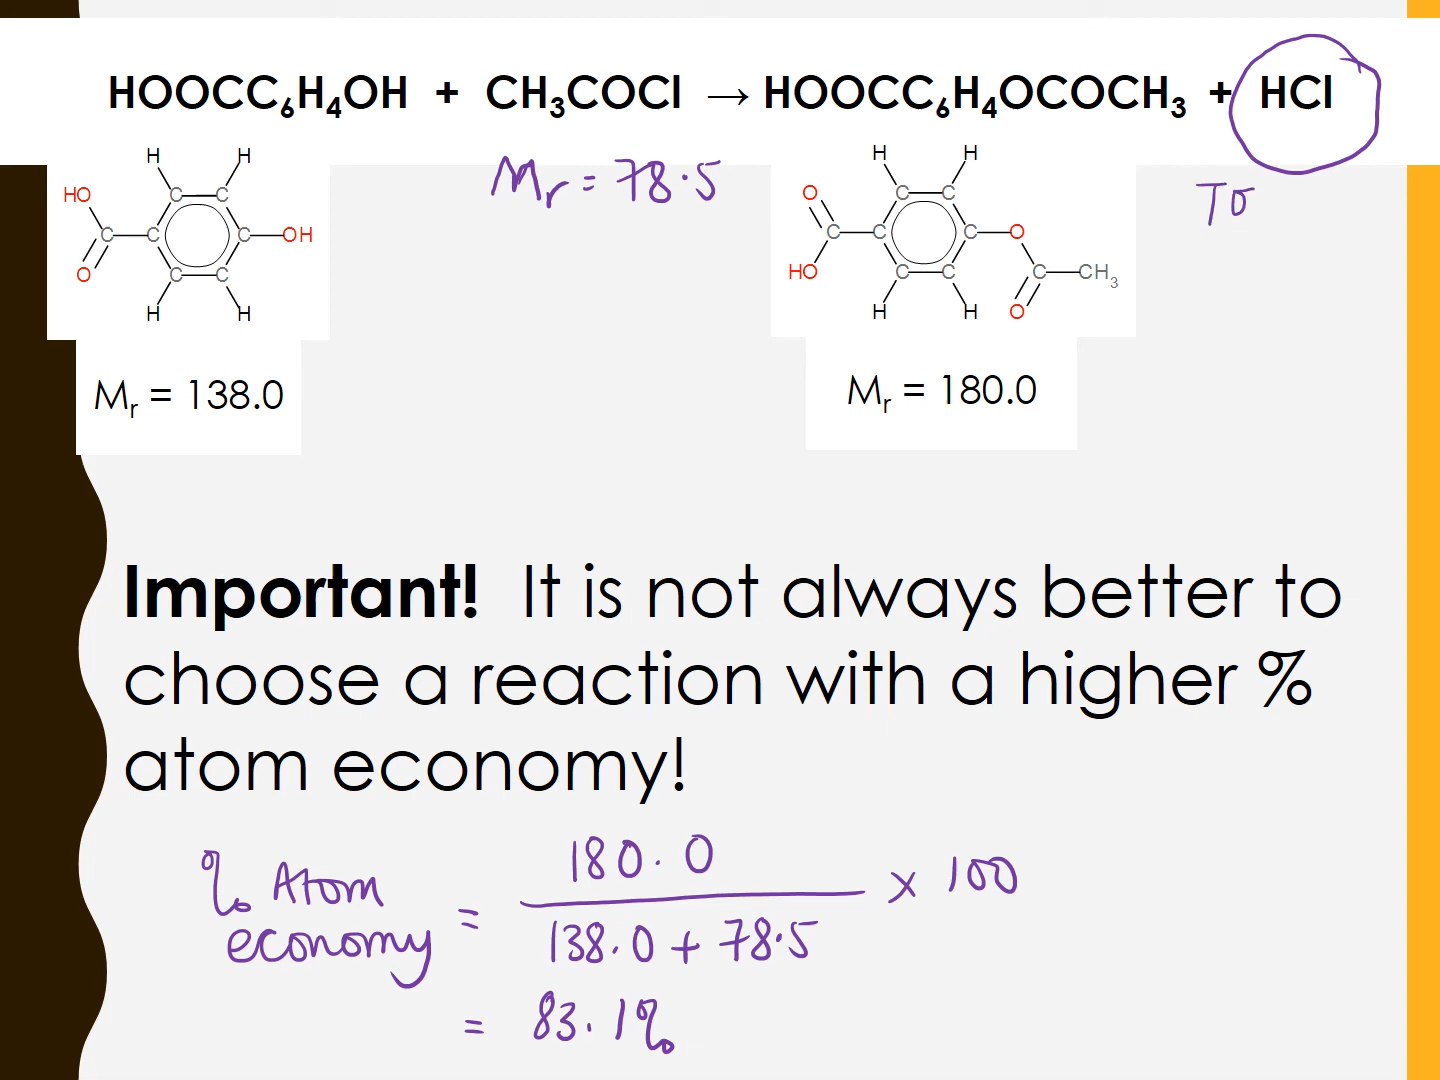 HOOCC₆H₄OH + CH₃COCl → HOOCC₆H₄OCOCH₃ + HCl
Mr = 78.5
To
H H
HO C C
C C C OH
O C C
H H
H H
O C C
C C C O
HO C C C CH₃
H H O
Mr = 138.0
Mr = 180.0
Important! It is not always better to
choose a reaction with a higher %
atom economy!
% Atom economy = 180.0 / 138.0 + 78.5 × 100
= 83.1%